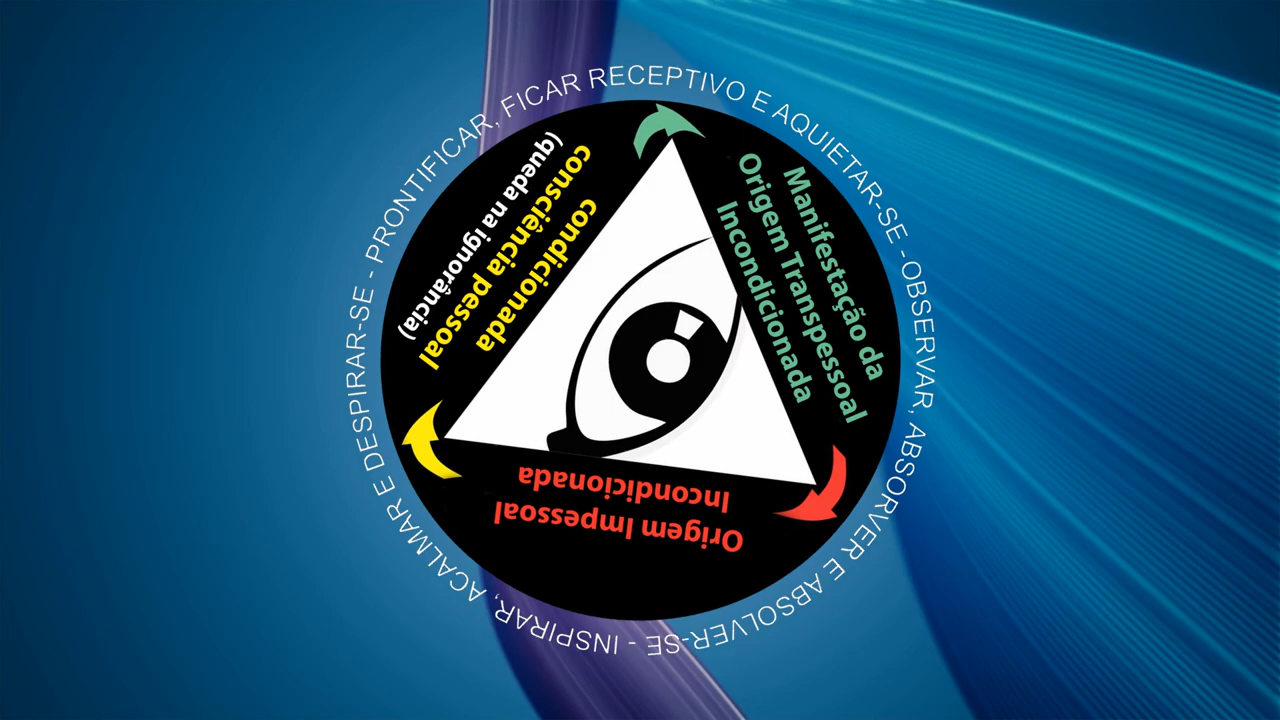 PRONTIFICAR, FICAR RECEPTIVO E AQUIETAR-SE - OBSERVAR, ABSORVER E ABSOLVER-SE - INSPIRAR, ACALMAR E DESPIRAR-SE -
Manifestação da
Origem Transpessoal
Incondicionada
Origem Impessoal
Incondicionada
(queda na ignorância)
consciência pessoal
condicionada